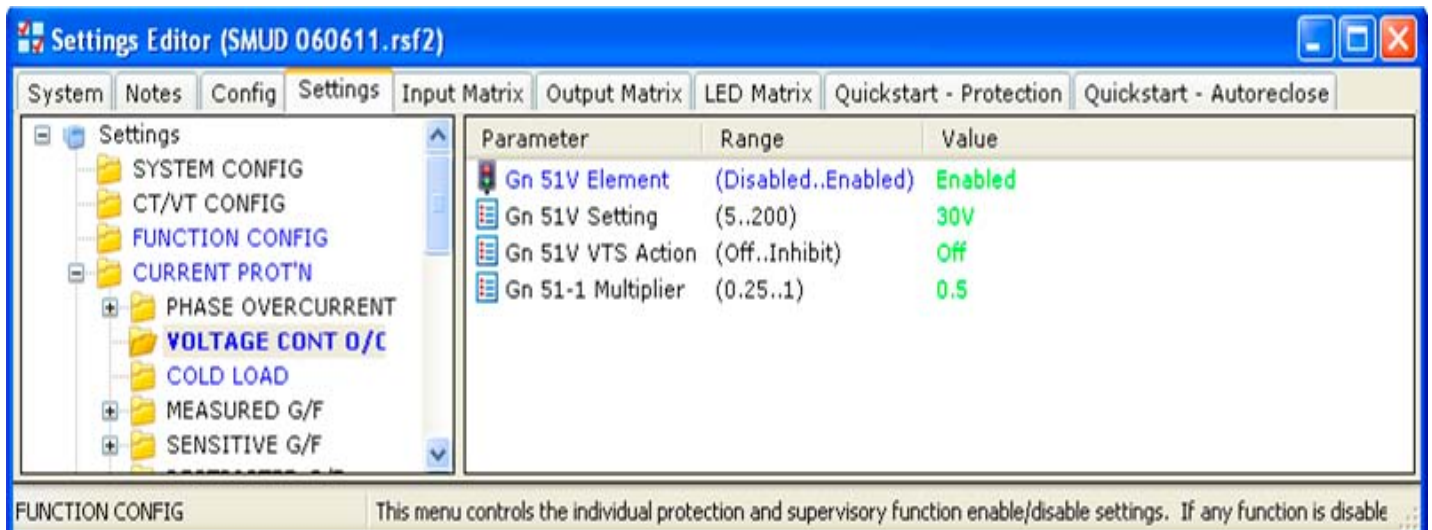 Settings Editor (SMUD 060611.rsf2)
System Notes Config Settings Input Matrix Output Matrix LED Matrix Quickstart - Protection Quickstart - Autoreclose
Settings
SYSTEM CONFIG
CT/VT CONFIG
FUNCTION CONFIG
CURRENT PROT'N
PHASE OVERCURRENT
VOLTAGE CONT O/C
COLD LOAD
MEASURED G/F
SENSITIVE G/F
Parameter Range Value
Gn 51V Element (Disabled..Enabled) Enabled
Gn 51V Setting (5..200) 30V
Gn 51V VTS Action (Off..Inhibit) Off
Gn 51-1 Multiplier (0.25..1) 0.5
FUNCTION CONFIG This menu controls the individual protection and supervisory function enable/disable settings. If any function is disable